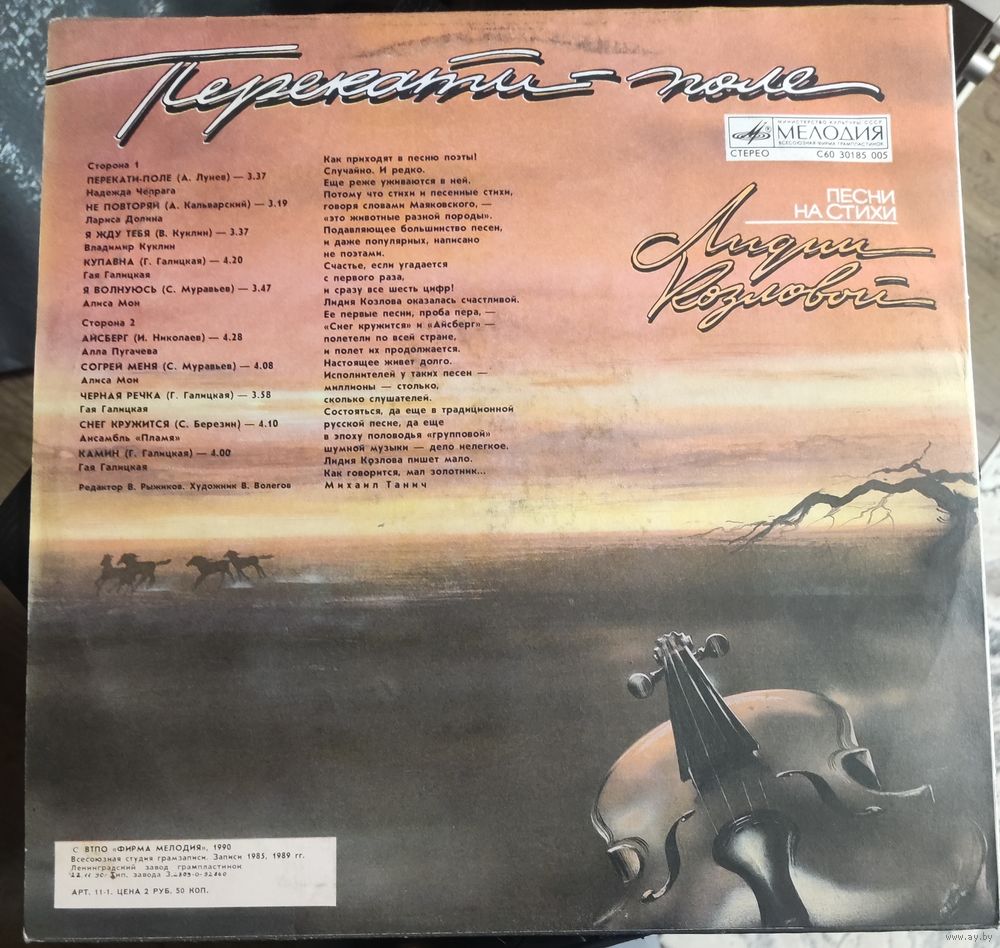 Перекати-поле
МИНИСТЕРСТВО КУЛЬТУРЫ СССР
МЕЛОДИЯ
ВСЕСОЮЗНАЯ ФИРМА ГРАМПЛАСТИНОК
СТЕРЕО С60 30185 005
ПЕСНИ
НА СТИХИ
Лидии
Козловой
Сторона 1
ПЕРЕКАТИ-ПОЛЕ (А. Лунев) — 3.37
Надежда Чепрага
НЕ ПОВТОРЯЙ (А. Кальварский) — 3.19
Лариса Долина
Я ЖДУ ТЕБЯ (В. Куклин) — 3.37
Владимир Куклин
КУПАВНА (Г. Галицкая) — 4.20
Гая Галицкая
Я ВОЛНУЮСЬ (С. Муравьев) — 3.47
Алиса Мон
Сторона 2
АЙСБЕРГ (И. Николаев) — 4.28
Алла Пугачева
СОГРЕЙ МЕНЯ (С. Муравьев) — 4.08
Алиса Мон
ЧЕРНАЯ РЕЧКА (Г. Галицкая) — 3.58
Гая Галицкая
СНЕГ КРУЖИТСЯ (С. Березин) — 4.10
Ансамбль «Пламя»
КАМИН (Г. Галицкая) — 4.00
Гая Галицкая
Редактор В. Рыжиков. Художник В. Волегов
Как приходят в песню поэты!
Случайно. И редко.
Еще реже уживаются в ней.
Потому что стихи и песенные стихи,
говоря словами Маяковского, —
«это животные разной породы».
Подавляющее большинство песен,
и даже популярных, написано
не поэтами.
Счастье, если угадается
с первого раза,
и сразу все шесть цифр!
Лидия Козлова оказалась счастливой.
Ее первые песни, проба пера, —
«Снег кружится» и «Айсберг» —
полетели по всей стране,
и полет их продолжается.
Настоящее живет долго.
Исполнителей у таких песен —
миллионы — столько,
сколько слушателей.
Состояться, да еще в традиционной
русской песне, да еще
в эпоху половодья «групповой»
шумной музыки — дело нелегкое.
Лидия Козлова пишет мало.
Как говорится, мал золотник...
Михаил Танич
С ВТПО «ФИРМА МЕЛОДИЯ», 1990
Всесоюзная студия грамзаписи. Записи 1985, 1989 гг.
Ленинградский завод грампластинок
Тип. завода
АРТ. 11-1. ЦЕНА 2 РУБ. 50 КОП.
www.ay.by